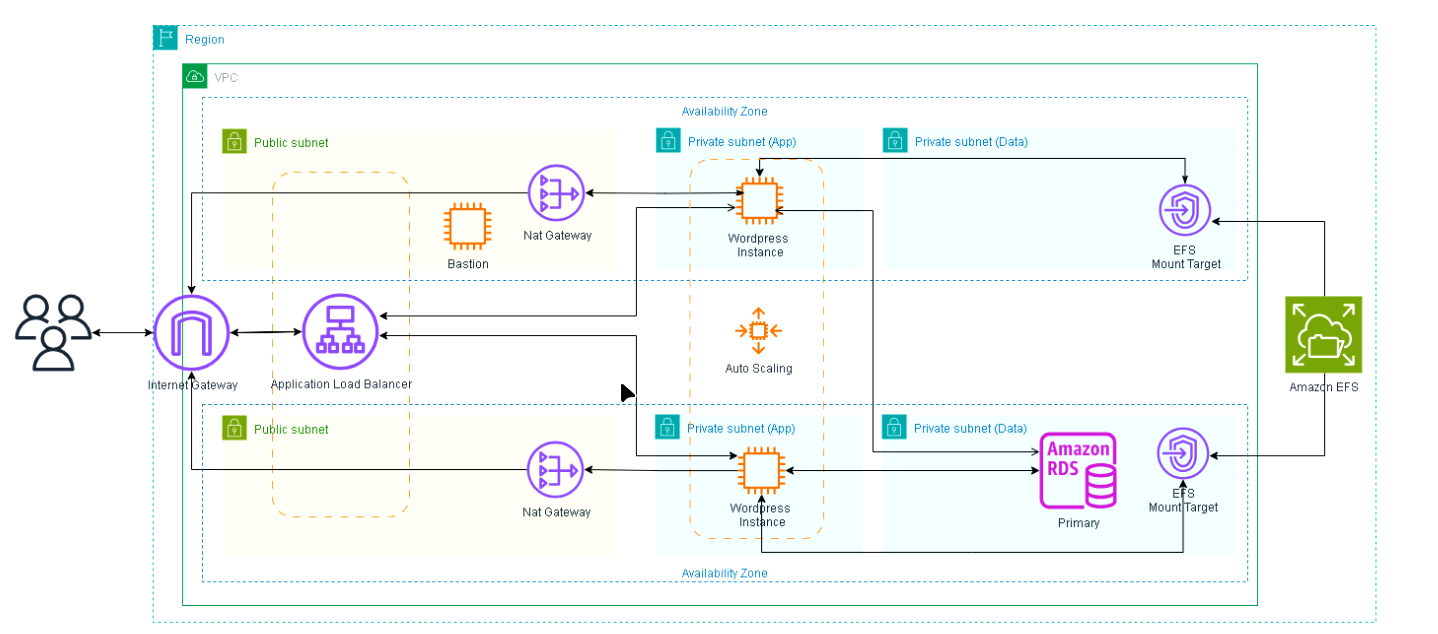 Region
VPC
Availability Zone
Public subnet
Private subnet (App)
Private subnet (Data)
Nat Gateway
Bastion
Wordpress
Instance
EFS
Mount Target
Internet Gateway
Application Load Balancer
Auto Scaling
Amazon EFS
Public subnet
Private subnet (App)
Private subnet (Data)
Amazon
RDS
Nat Gateway
Wordpress
Instance
Primary
EFS
Mount Target
Availability Zone